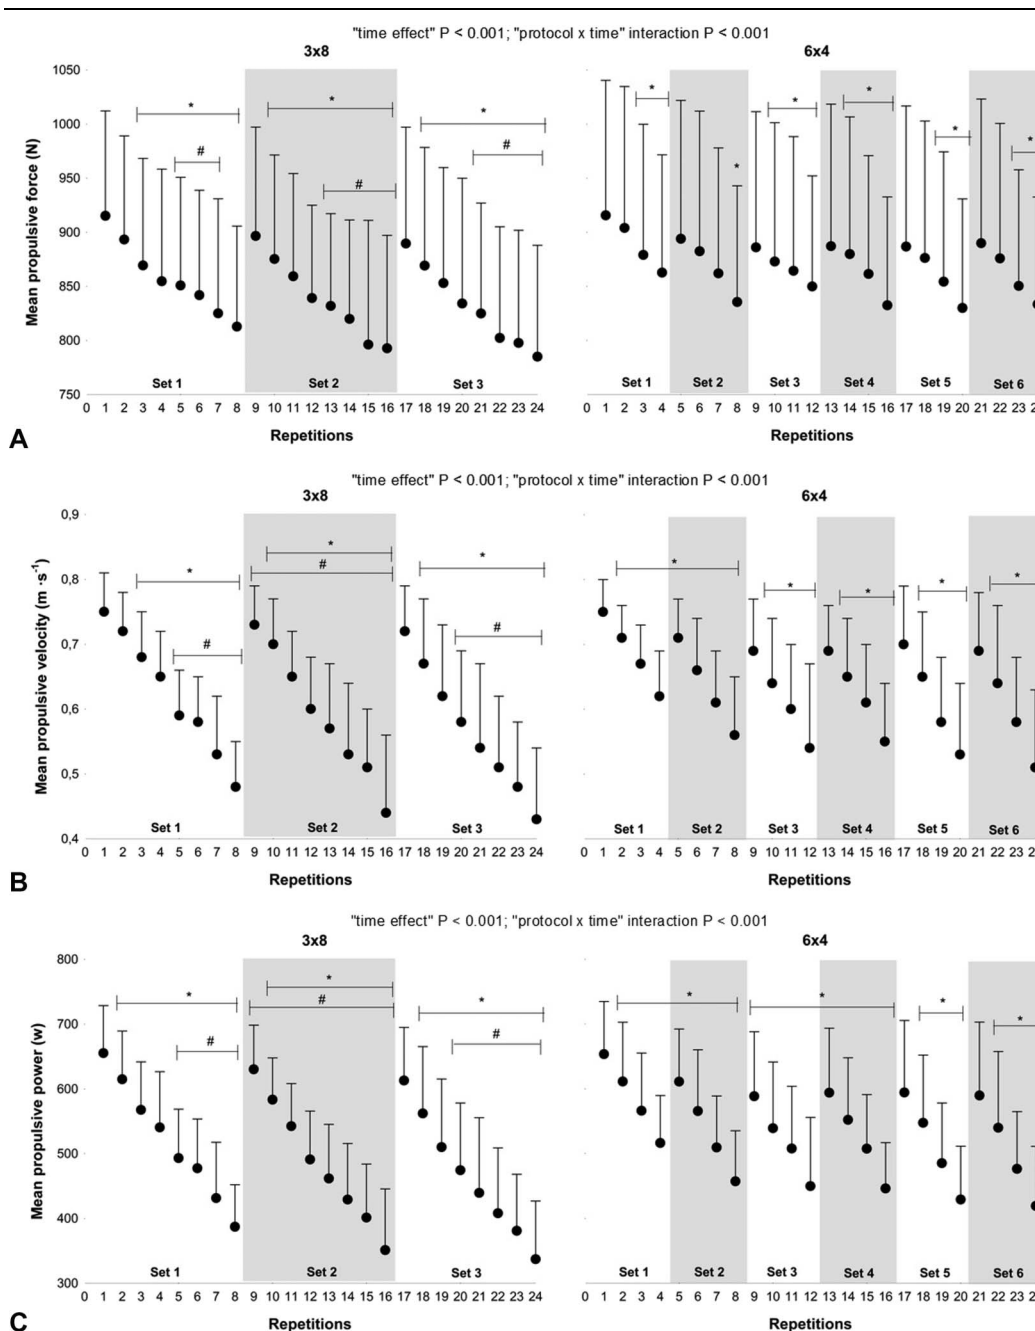 "time effect" P < 0.001; "protocol x time" interaction P < 0.001
3x8 6x4
Mean propulsive force (N)
1050
1000
950
900
850
800
750
* # * # * #
* * * * * *
Set 1 Set 2 Set 3 Set 1 Set 2 Set 3 Set 4 Set 5 Set 6
0 1 2 3 4 5 6 7 8 9 10 11 12 13 14 15 16 17 18 19 20 21 22 23 24 0 1 2 3 4 5 6 7 8 9 10 11 12 13 14 15 16 17 18 19 20 21 22 23
Repetitions Repetitions
A
"time effect" P < 0.001; "protocol x time" interaction P < 0.001
3x8 6x4
Mean propulsive velocity (m ·s-1)
0,9
0,8
0,7
0,6
0,5
0,4
* # * # * #
* * * * *
Set 1 Set 2 Set 3 Set 1 Set 2 Set 3 Set 4 Set 5 Set 6
0 1 2 3 4 5 6 7 8 9 10 11 12 13 14 15 16 17 18 19 20 21 22 23 24 0 1 2 3 4 5 6 7 8 9 10 11 12 13 14 15 16 17 18 19 20 21 22 23
Repetitions Repetitions
B
"time effect" P < 0.001; "protocol x time" interaction P < 0.001
3x8 6x4
Mean propulsive power (w)
800
700
600
500
400
300
* # * # * #
* * * *
Set 1 Set 2 Set 3 Set 1 Set 2 Set 3 Set 4 Set 5 Set 6
0 1 2 3 4 5 6 7 8 9 10 11 12 13 14 15 16 17 18 19 20 21 22 23 24 0 1 2 3 4 5 6 7 8 9 10 11 12 13 14 15 16 17 18 19 20 21 22 23
Repetitions Repetitions
C